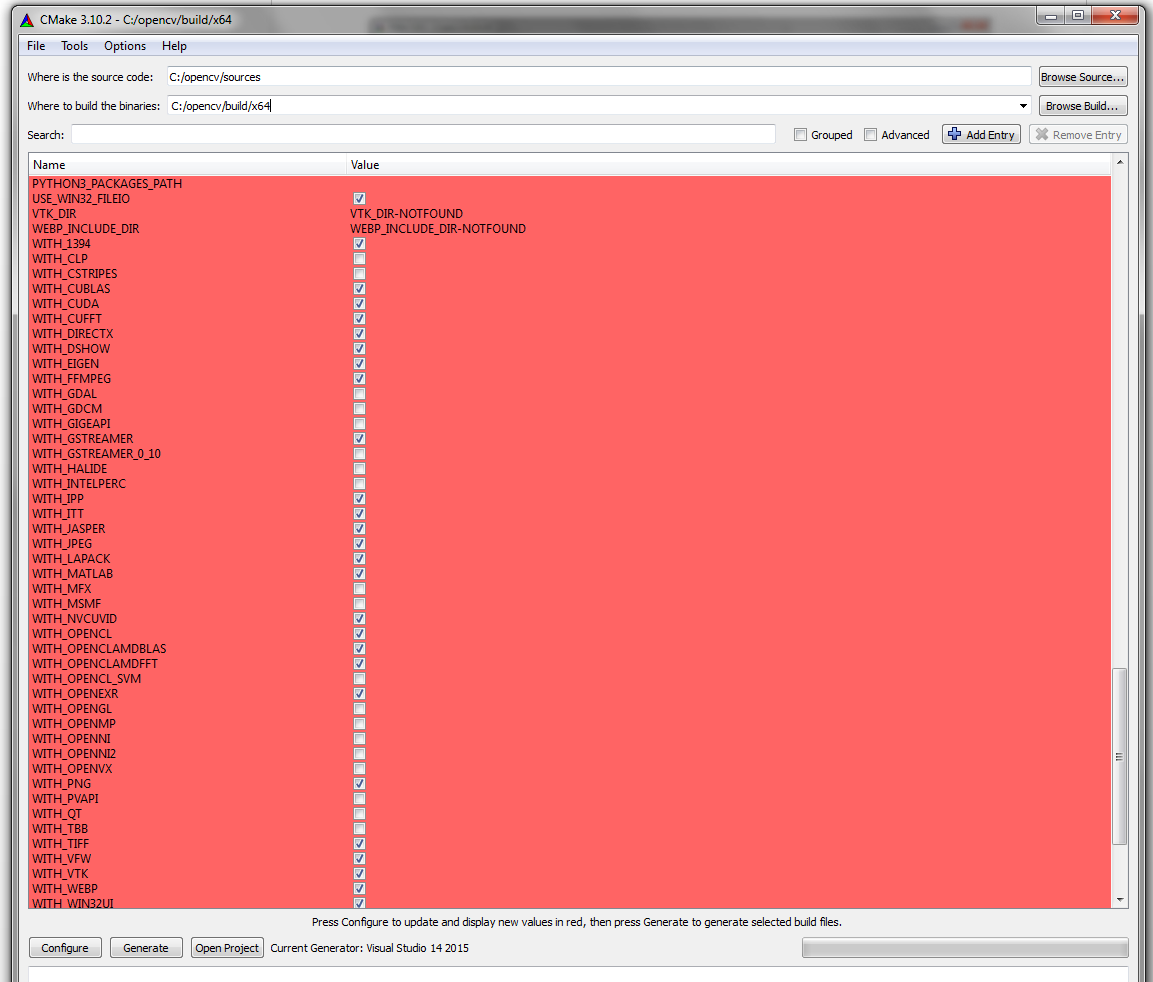 CMake 3.10.2 - C:/opencv/build/x64
File Tools Options Help
Where is the source code: C:/opencv/sources Browse Source...
Where to build the binaries: C:/opencv/build/x64 Browse Build...
Search: Grouped Advanced Add Entry Remove Entry
Name Value
PYTHON3_PACKAGES_PATH
USE_WIN32_FILEIO
VTK_DIR VTK_DIR-NOTFOUND
WEBP_INCLUDE_DIR WEBP_INCLUDE_DIR-NOTFOUND
WITH_1394
WITH_CLP
WITH_CSTRIPES
WITH_CUBLAS
WITH_CUDA
WITH_CUFFT
WITH_DIRECTX
WITH_DSHOW
WITH_EIGEN
WITH_FFMPEG
WITH_GDAL
WITH_GDCM
WITH_GIGEAPI
WITH_GSTREAMER
WITH_GSTREAMER_0_10
WITH_HALIDE
WITH_INTELPERC
WITH_IPP
WITH_ITT
WITH_JASPER
WITH_JPEG
WITH_LAPACK
WITH_MATLAB
WITH_MFX
WITH_MSMF
WITH_NVCUVID
WITH_OPENCL
WITH_OPENCLAMDBLAS
WITH_OPENCLAMDFFT
WITH_OPENCL_SVM
WITH_OPENEXR
WITH_OPENGL
WITH_OPENMP
WITH_OPENNI
WITH_OPENNI2
WITH_OPENVX
WITH_PNG
WITH_PVAPI
WITH_QT
WITH_TBB
WITH_TIFF
WITH_VFW
WITH_VTK
WITH_WEBP
WITH_WIN32UI
Press Configure to update and display new values in red, then press Generate to generate selected build files.
Configure Generate Open Project Current Generator: Visual Studio 14 2015